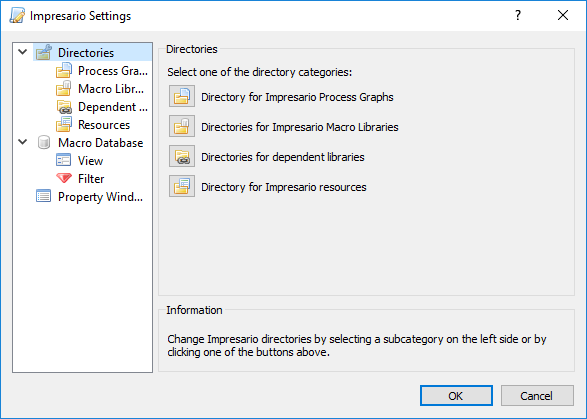 Impresario Settings
?
Directories
Process Gra...
Macro Libr...
Dependent ...
Resources
Macro Database
View
Filter
Property Wind...
Directories
Select one of the directory categories:
Directory for Impresario Process Graphs
Directories for Impresario Macro Libraries
Directories for dependent libraries
Directory for Impresario resources
Information
Change Impresario directories by selecting a subcategory on the left side or by
clicking one of the buttons above.
OK
Cancel